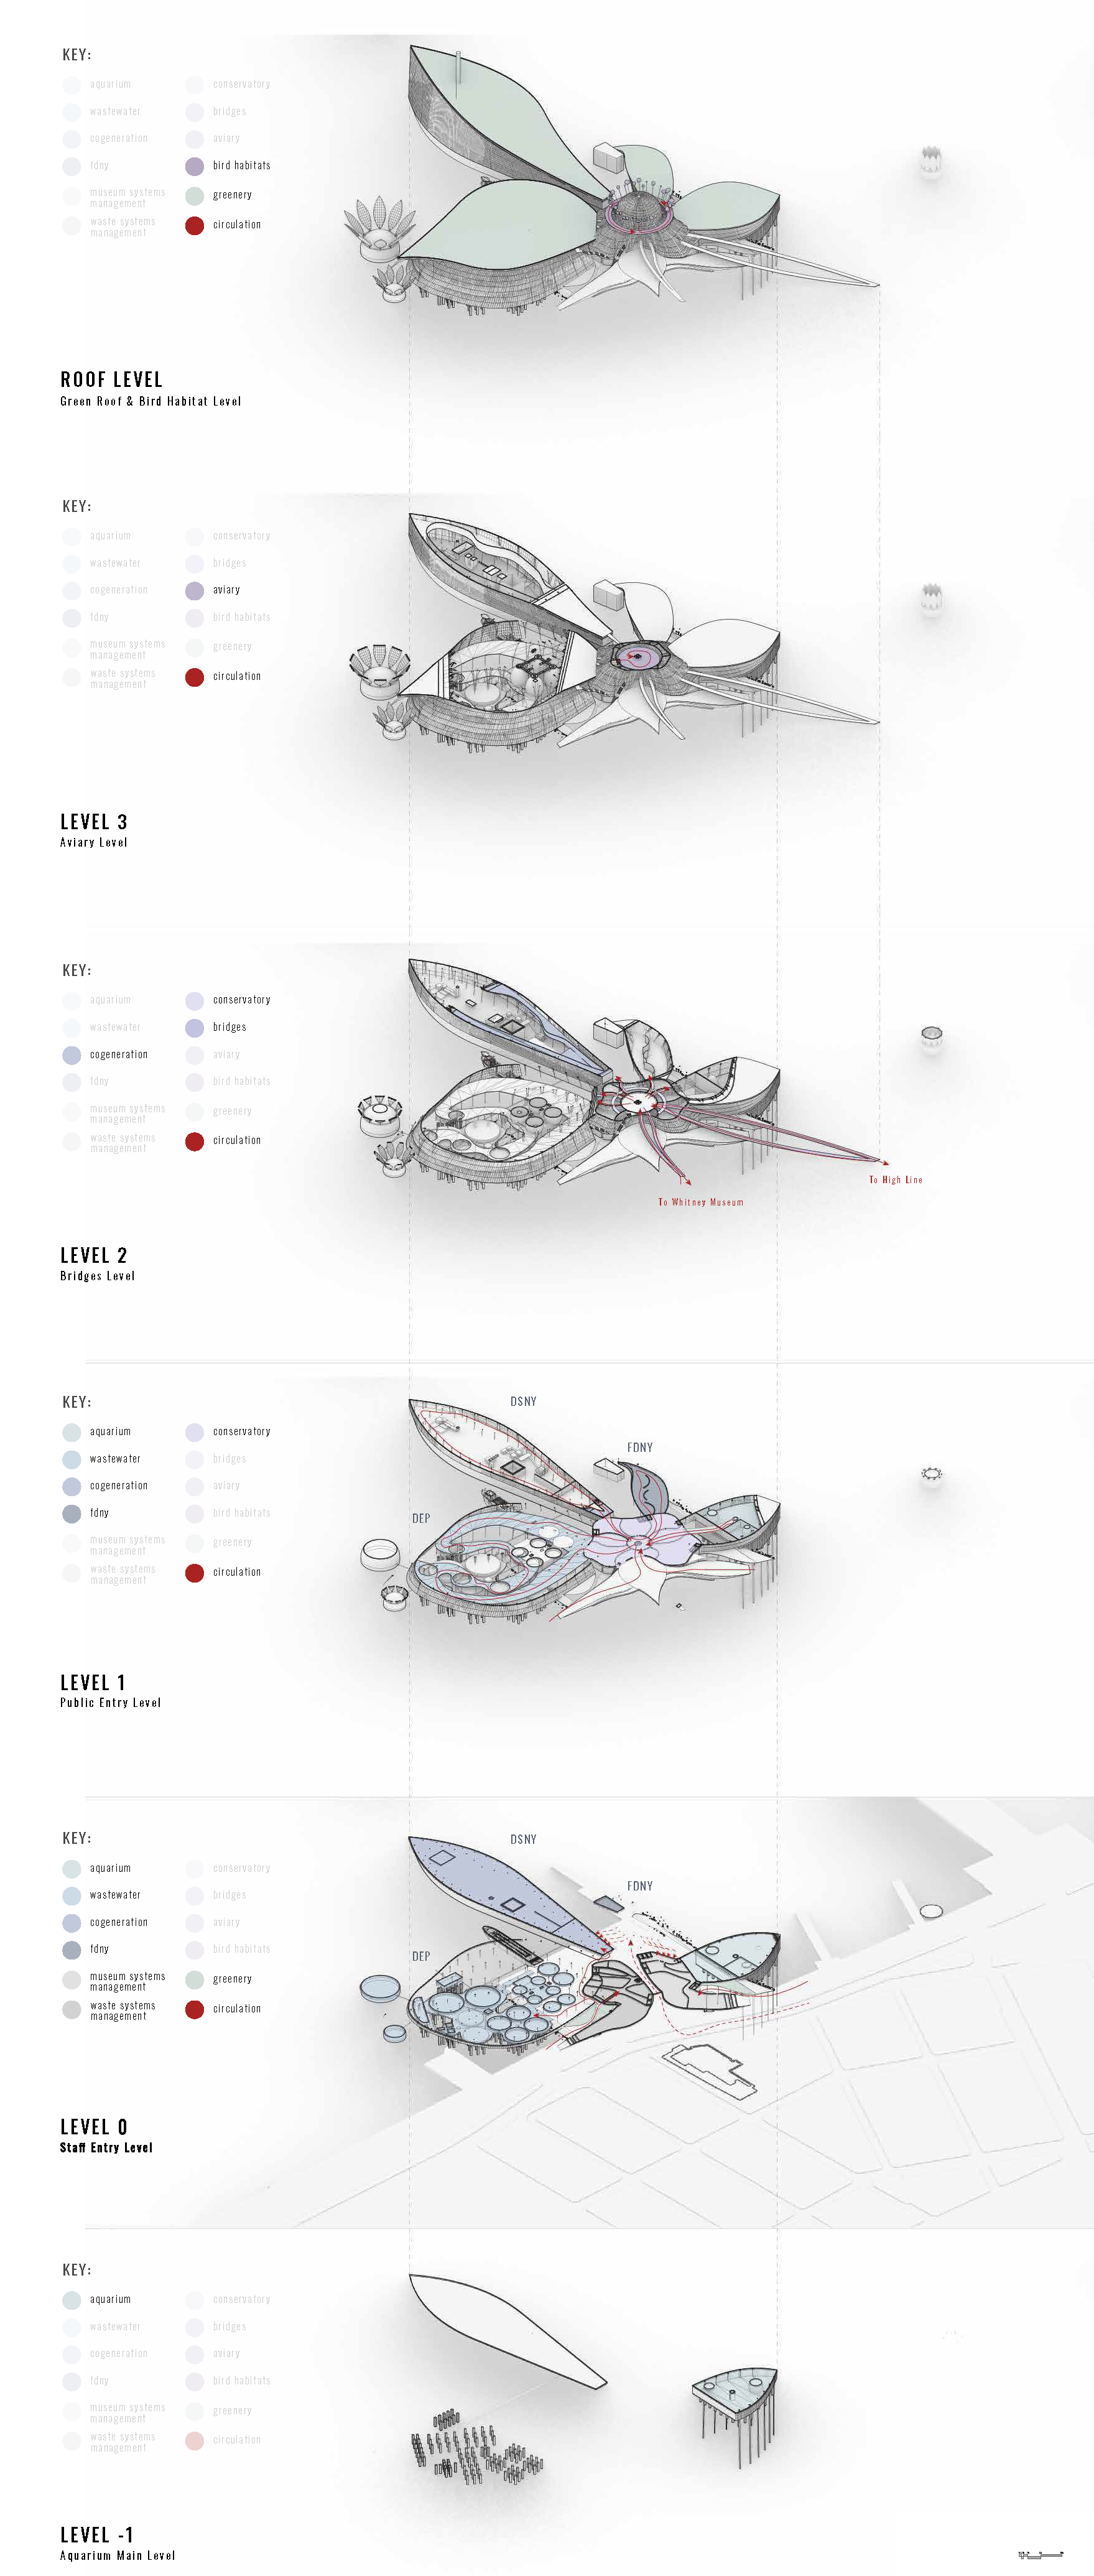 KEY:
aquarium
conservatory
wastewater
bridges
cogeneration
aviary
fdny
bird habitats
museum systems
management
greenery
waste systems
management
circulation
ROOF LEVEL
Green Roof & Bird Habitat Level
KEY:
aquarium
conservatory
wastewater
bridges
cogeneration
aviary
fdny
bird habitats
museum systems
management
greenery
waste systems
management
circulation
LEVEL 3
Aviary Level
KEY:
aquarium
conservatory
wastewater
bridges
cogeneration
aviary
fdny
bird habitats
museum systems
management
greenery
waste systems
management
circulation
To High Line
To Whitney Museum
LEVEL 2
Bridges Level
KEY:
aquarium
conservatory
wastewater
bridges
cogeneration
aviary
fdny
bird habitats
museum systems
management
greenery
waste systems
management
circulation
DSNY
FDNY
DEP
LEVEL 1
Public Entry Level
KEY:
aquarium
conservatory
wastewater
bridges
cogeneration
aviary
fdny
bird habitats
museum systems
management
greenery
waste systems
management
circulation
DSNY
FDNY
DEP
LEVEL 0
Staff Entry Level
KEY:
aquarium
conservatory
wastewater
bridges
cogeneration
aviary
fdny
bird habitats
museum systems
management
greenery
waste systems
management
circulation
LEVEL -1
Aquarium Main Level